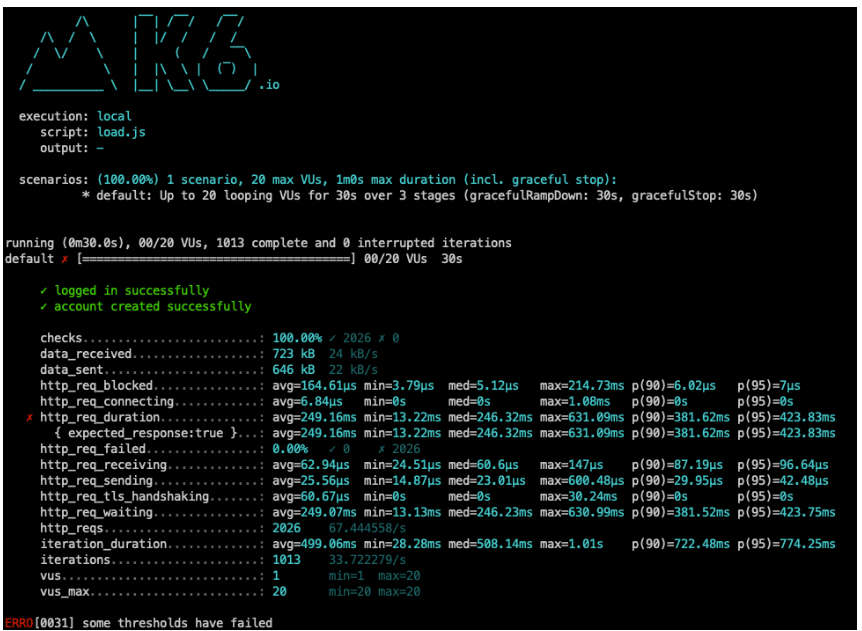 /\      |‾‾| /‾‾/   /‾‾/
     /\  /  \     |  |/  /   /  /
    /  \/    \    |     (   /   ‾‾\
   /          \   |  |\  \ |  (‾)  |
  / __________ \  |__| \__\ \_____/ .io

  execution: local
     script: load.js
     output: -

  scenarios: (100.00%) 1 scenario, 20 max VUs, 1m0s max duration (incl. graceful stop):
           * default: Up to 20 looping VUs for 30s over 3 stages (gracefulRampDown: 30s, gracefulStop: 30s)

running (0m30.0s), 00/20 VUs, 1013 complete and 0 interrupted iterations
default ✗ [======================================] 00/20 VUs  30s

     ✓ logged in successfully
     ✓ account created successfully

     checks.........................: 100.00% ✓ 2026 ✗ 0
     data_received..................: 723 kB  24 kB/s
     data_sent......................: 646 kB  22 kB/s
     http_req_blocked...............: avg=164.61µs min=3.79µs  med=5.12µs   max=214.73ms p(90)=6.02µs   p(95)=7µs
     http_req_connecting............: avg=6.84µs   min=0s      med=0s       max=1.08ms   p(90)=0s       p(95)=0s
   ✗ http_req_duration..............: avg=249.16ms min=13.22ms med=246.32ms max=631.09ms p(90)=381.62ms p(95)=423.83ms
       { expected_response:true }...: avg=249.16ms min=13.22ms med=246.32ms max=631.09ms p(90)=381.62ms p(95)=423.83ms
     http_req_failed................: 0.00%   ✓ 0    ✗ 2026
     http_req_receiving.............: avg=62.94µs  min=24.51µs med=60.6µs   max=147µs    p(90)=87.19µs  p(95)=96.64µs
     http_req_sending...............: avg=25.56µs  min=14.87µs med=23.01µs  max=600.48µs p(90)=29.95µs  p(95)=42.48µs
     http_req_tls_handshaking.......: avg=60.67µs  min=0s      med=0s       max=30.24ms  p(90)=0s       p(95)=0s
     http_req_waiting...............: avg=249.07ms min=13.13ms med=246.23ms max=630.99ms p(90)=381.52ms p(95)=423.75ms
     http_reqs......................: 2026    67.444558/s
     iteration_duration.............: avg=499.06ms min=28.28ms med=508.14ms max=1.01s    p(90)=722.48ms p(95)=774.25ms
     iterations.....................: 1013    33.722279/s
     vus............................: 1       min=1  max=20
     vus_max........................: 20      min=20 max=20

ERRO[0031] some thresholds have failed